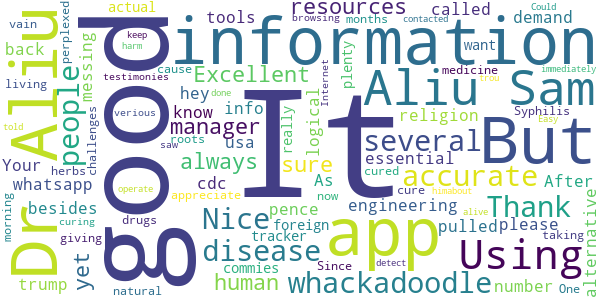 vain
actual
tools
resources
called
browsing
months
contacted
Could
demand
immediately
perplexed
back
Dr
Aliu
messing
people
cause
hey
Excellent
good
information
It
plenty
want
keep
harm
testimonies
Internet
medicine
trou
Easy
living
info
Aliu Sam
know
manager
logical
really
religion
Syphilis
told
verious
done
roots
usa
several
But
Your
challenges
saw
always
sure
essential
accurate
cured
cure
humabout
whatsapp
herbs
cdc
As
now
After
One
besides
curing
drugs
operate
appreciate
Nice
pence
engineering
Thank
taking
alternative
morning
yet
giving
disease
foreign
tracker
app
pulled
please
alive
commies
Since
detect
Using
trump
natural
human
whackadoodle
number